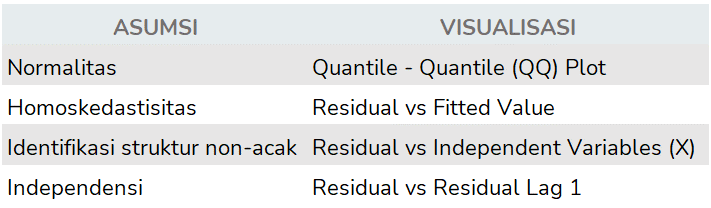 ASUMSI VISUALISASI
Normalitas Quantile - Quantile (QQ) Plot
Homoskedastisitas Residual vs Fitted Value
Identifikasi struktur non-acak Residual vs Independent Variables (X)
Independensi Residual vs Residual Lag 1